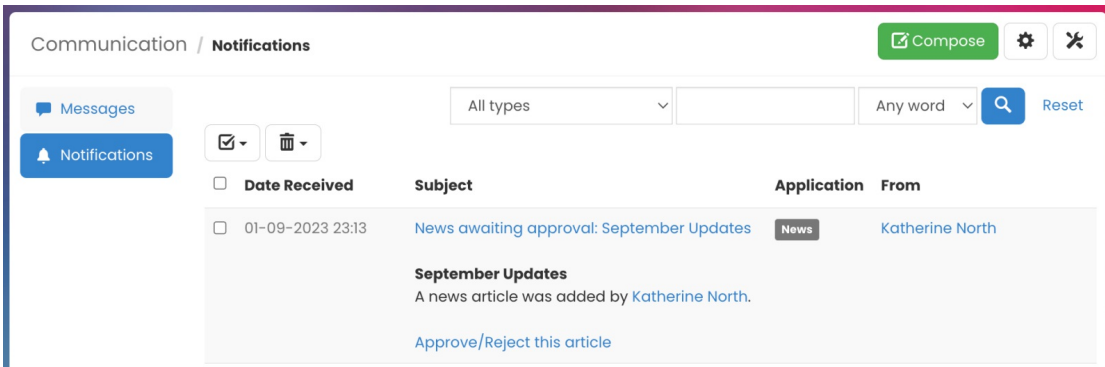 Communication / Notifications
Compose
Messages
Notifications
All types
Any word
Reset
Date Received Subject Application From
01-09-2023 23:13 News awaiting approval: September Updates News Katherine North
September Updates
A news article was added by Katherine North.
Approve/Reject this article